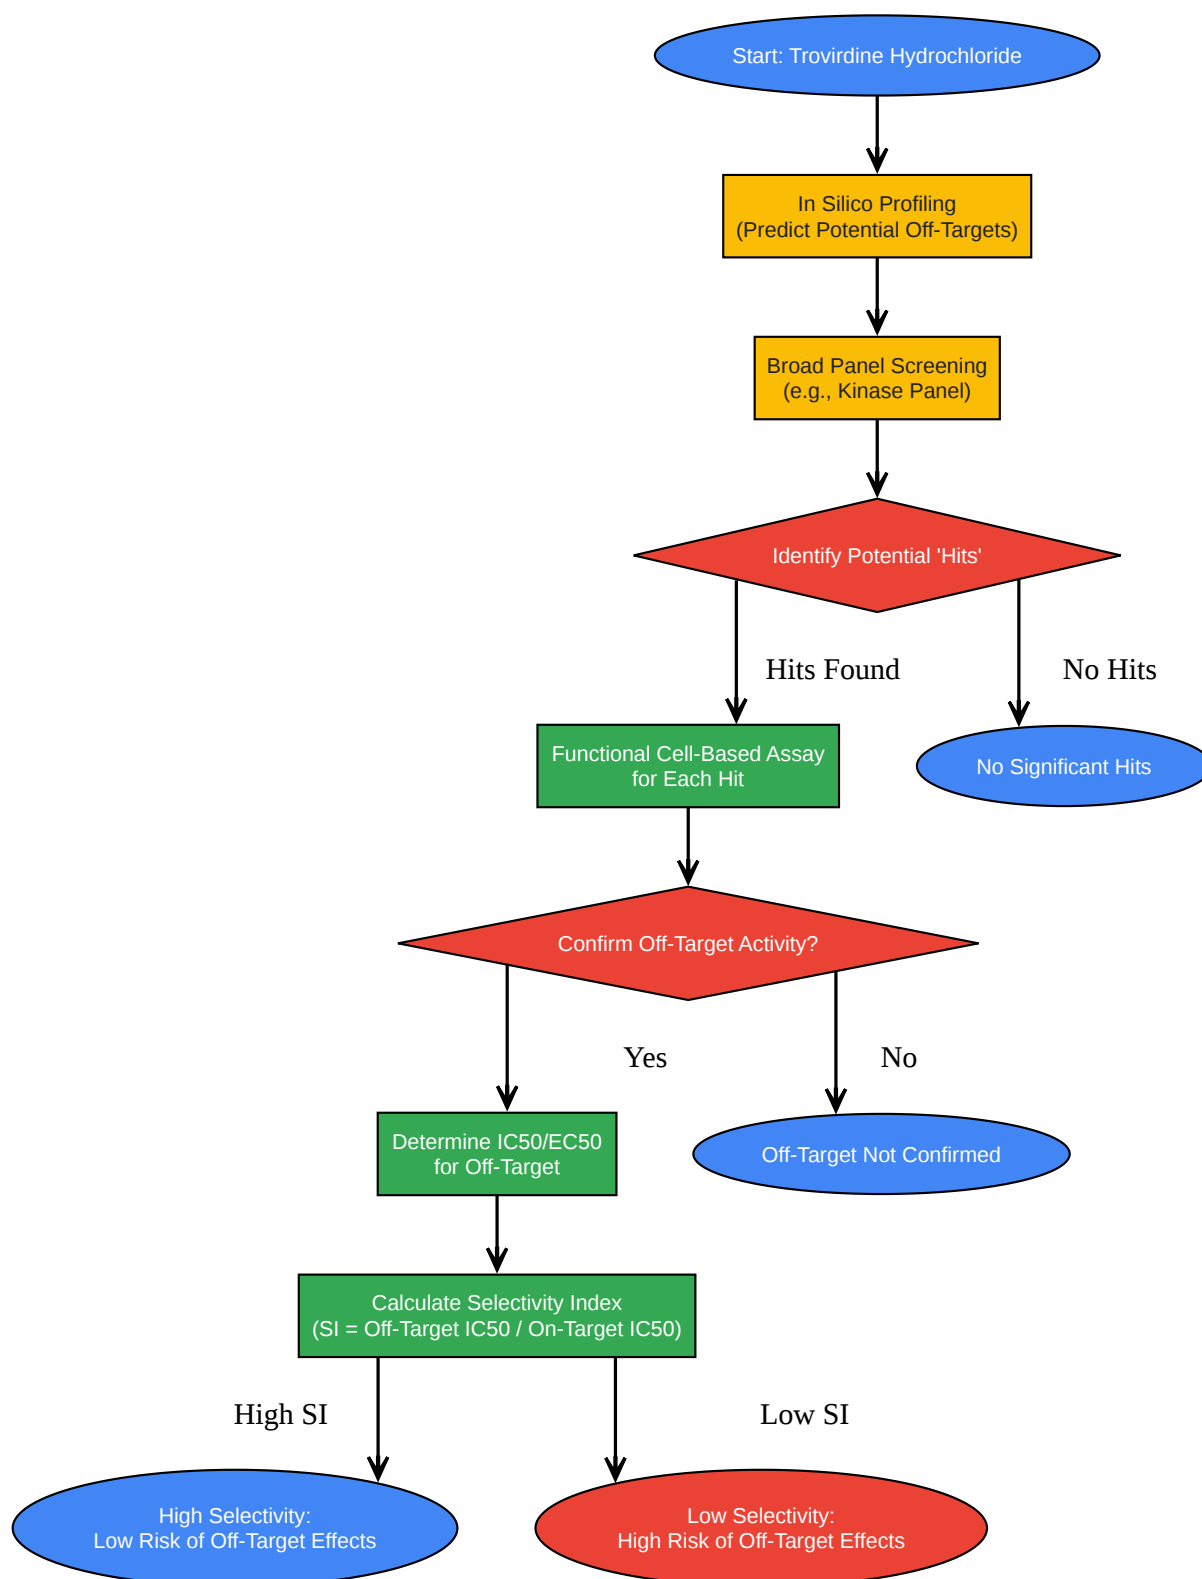 Start: Trovirdine Hydrochloride
In Silico Profiling
(Predict Potential Off-Targets)
Broad Panel Screening
(e.g., Kinase Panel)
Identify Potential 'Hits'
Hits Found
No Hits
Functional Cell-Based Assay
for Each Hit
No Significant Hits
Confirm Off-Target Activity?
Yes
No
Determine IC50/EC50
for Off-Target
Off-Target Not Confirmed
Calculate Selectivity Index
(SI = Off-Target IC50 / On-Target IC50)
High SI
Low SI
High Selectivity:
Low Risk of Off-Target Effects
Low Selectivity:
High Risk of Off-Target Effects